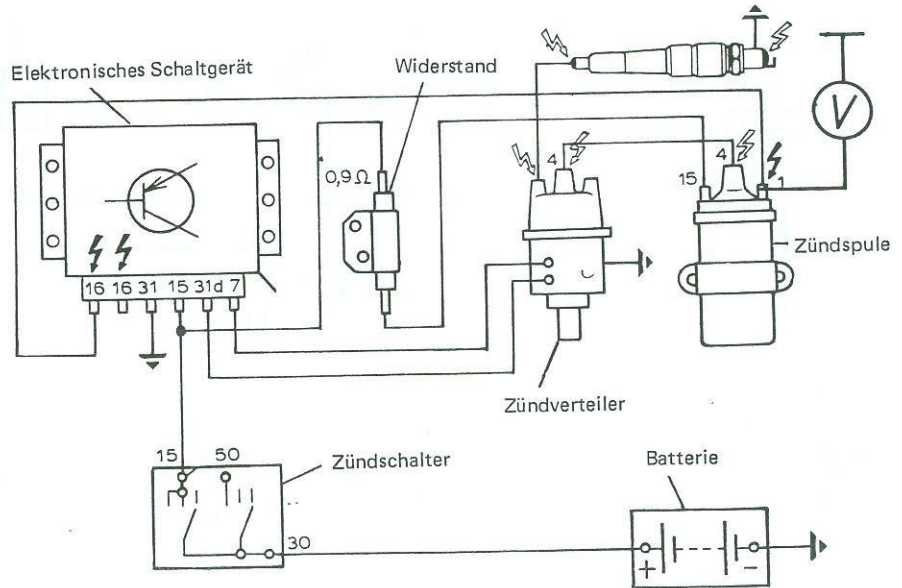 Elektronisches Schaltgerät
Widerstand
0,9Ω
4
15
4
1
V
Zündspule
16 16 31 15 31d 7
Zündverteiler
15 50
Zündschalter
I II
30
Batterie
+ −